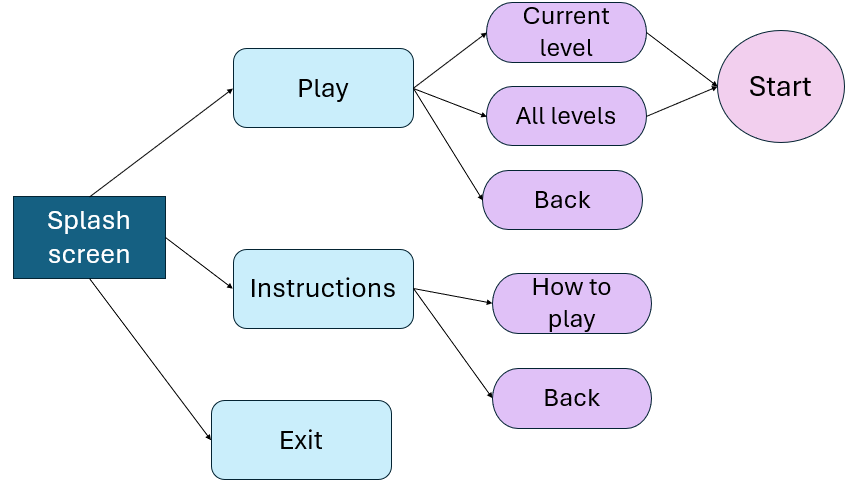 Splash
screen
Play
Current
level
All levels
Back
Start
Instructions
How to
play
Back
Exit